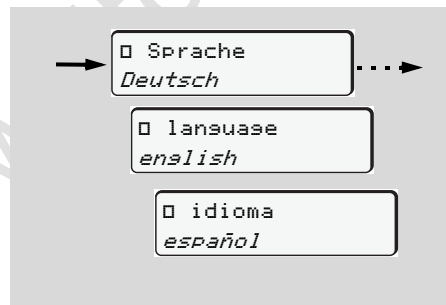 □ Sprache
Deutsch
□ language
english
□ idioma
español